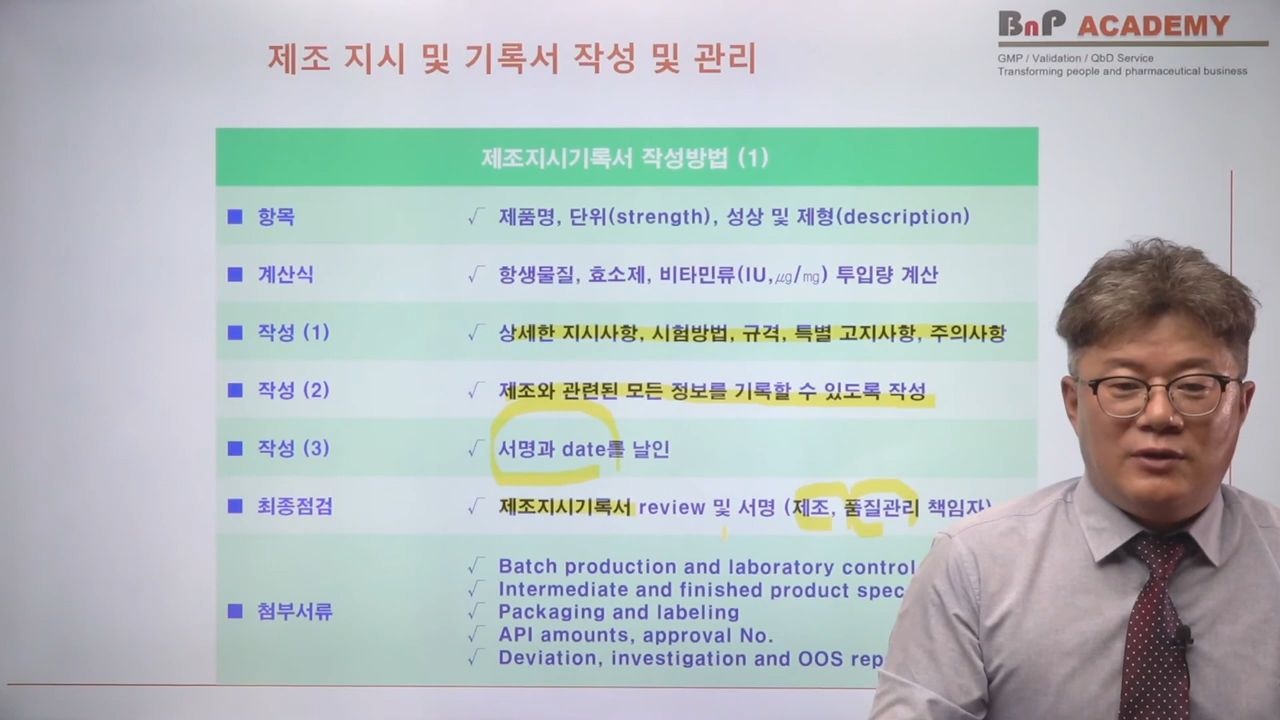 BnP ACADEMY
GMP / Validation / QbD Service
Transforming people and pharmaceutical business
제조 지시 및 기록서 작성 및 관리
제조지시기록서 작성방법 (1)
■ 항목 √ 제품명, 단위(strength), 성상 및 제형(description)
■ 계산식 √ 항생물질, 효소제, 비타민류(IU,㎍/㎎) 투입량 계산
■ 작성 (1) √ 상세한 지시사항, 시험방법, 규격, 특별 고지사항, 주의사항
■ 작성 (2) √ 제조와 관련된 모든 정보를 기록할 수 있도록 작성
■ 작성 (3) √ 서명과 date를 날인
■ 최종점검 √ 제조지시기록서 review 및 서명 (제조, 품질관리 책임자)
■ 첨부서류
√ Batch production and laboratory control
√ Intermediate and finished product
√ Packaging and labeling
√ API amounts, approval No.
√ Deviation, investigation and OOS